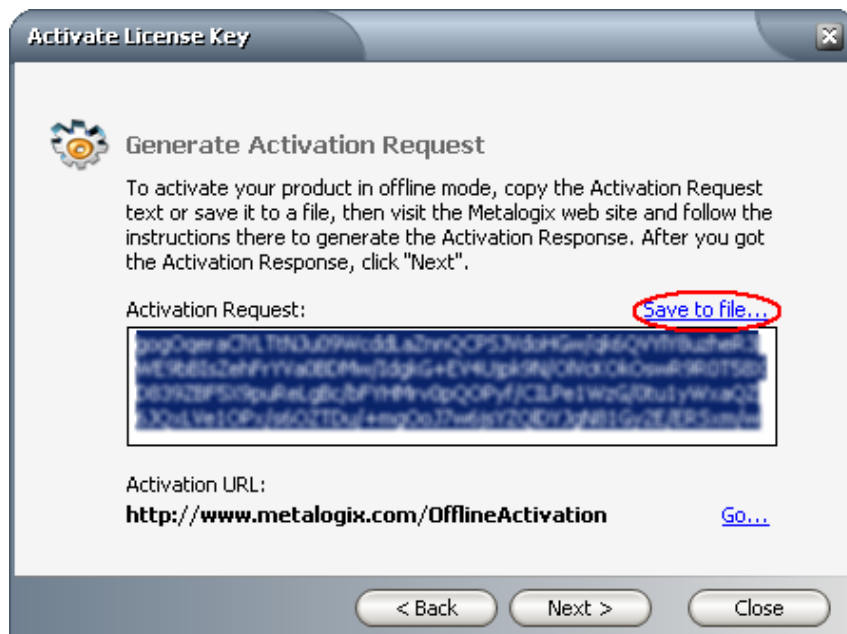 Activate License Key
Generate Activation Request
To activate your product in offline mode, copy the Activation Request
text or save it to a file, then visit the Metalogix web site and follow the
instructions there to generate the Activation Response. After you got
the Activation Response, click "Next".
Activation Request:
Save to file...
Activation URL:
http://www.metalogix.com/OfflineActivation
Go...
< Back
Next >
Close